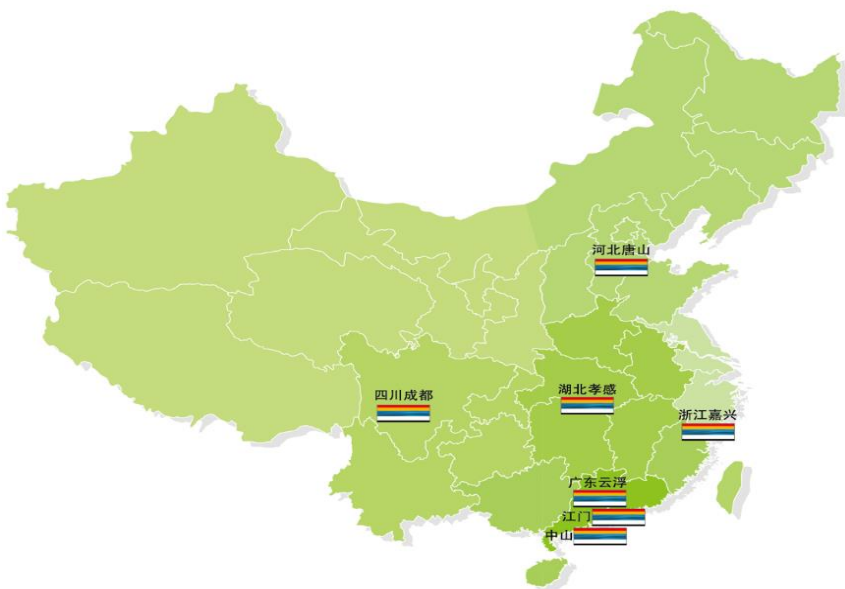 河北唐山
四川成都
湖北孝感
浙江嘉兴
广东云浮
江门
中山